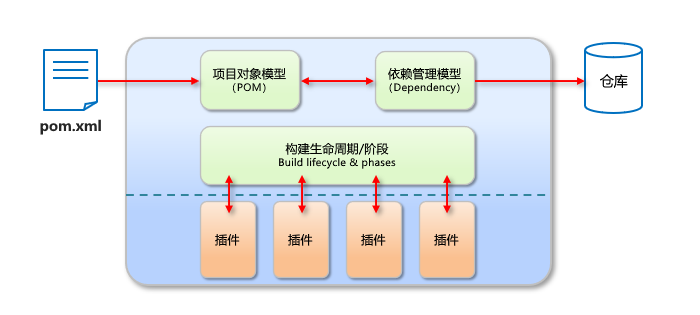 项目对象模型
（POM）
依赖管理模型
（Dependency）
仓库
pom.xml
构建生命周期/阶段
Build lifecycle & phases
插件
插件
插件
插件